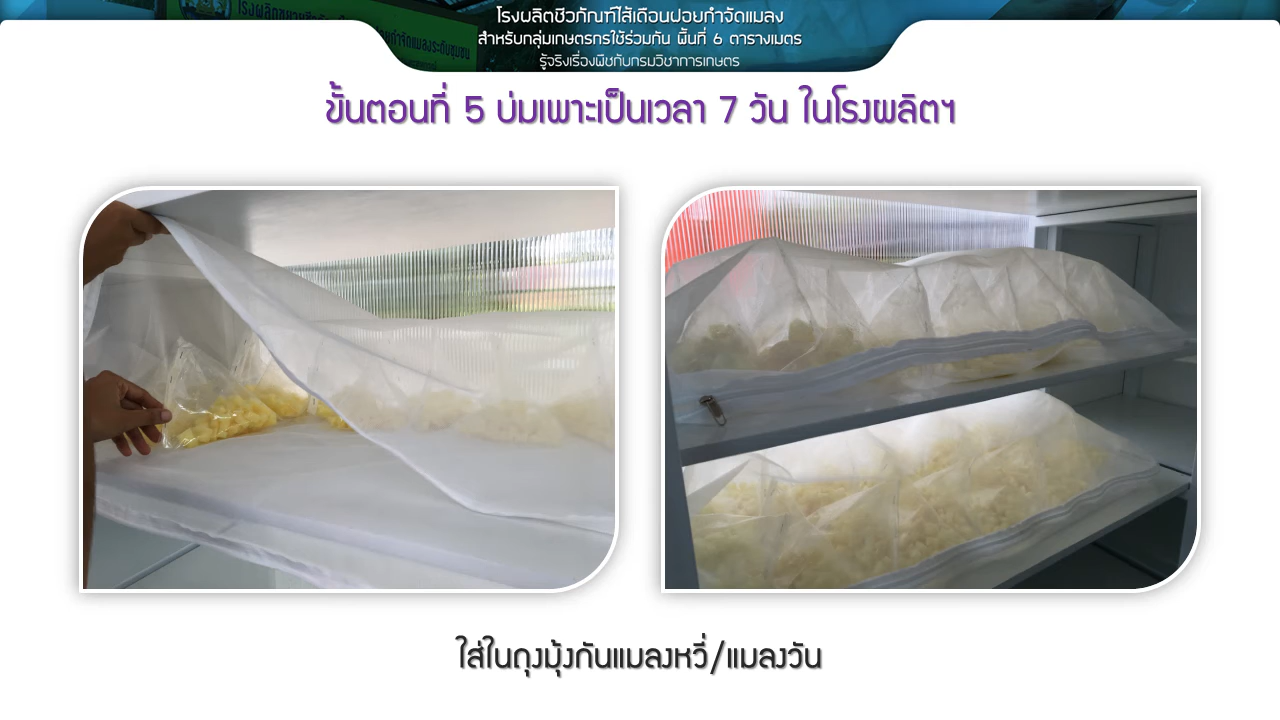 โรงผลิตชีวภัณฑ์ไส้เดือนฝอยกำจัดแมลง
สำหรับกลุ่มเกษตรกรใช้ร่วมกัน พื้นที่ 6 ตารางเมตร
รู้จริงเรื่องพืชกับกรมวิชาการเกษตร
ขั้นตอนที่ 5 บ่มเพาะเป็นเวลา 7 วัน ในโรงผลิตฯ
ใส่ในถุงมุ้งกันแมลงหวี่/แมลงวัน